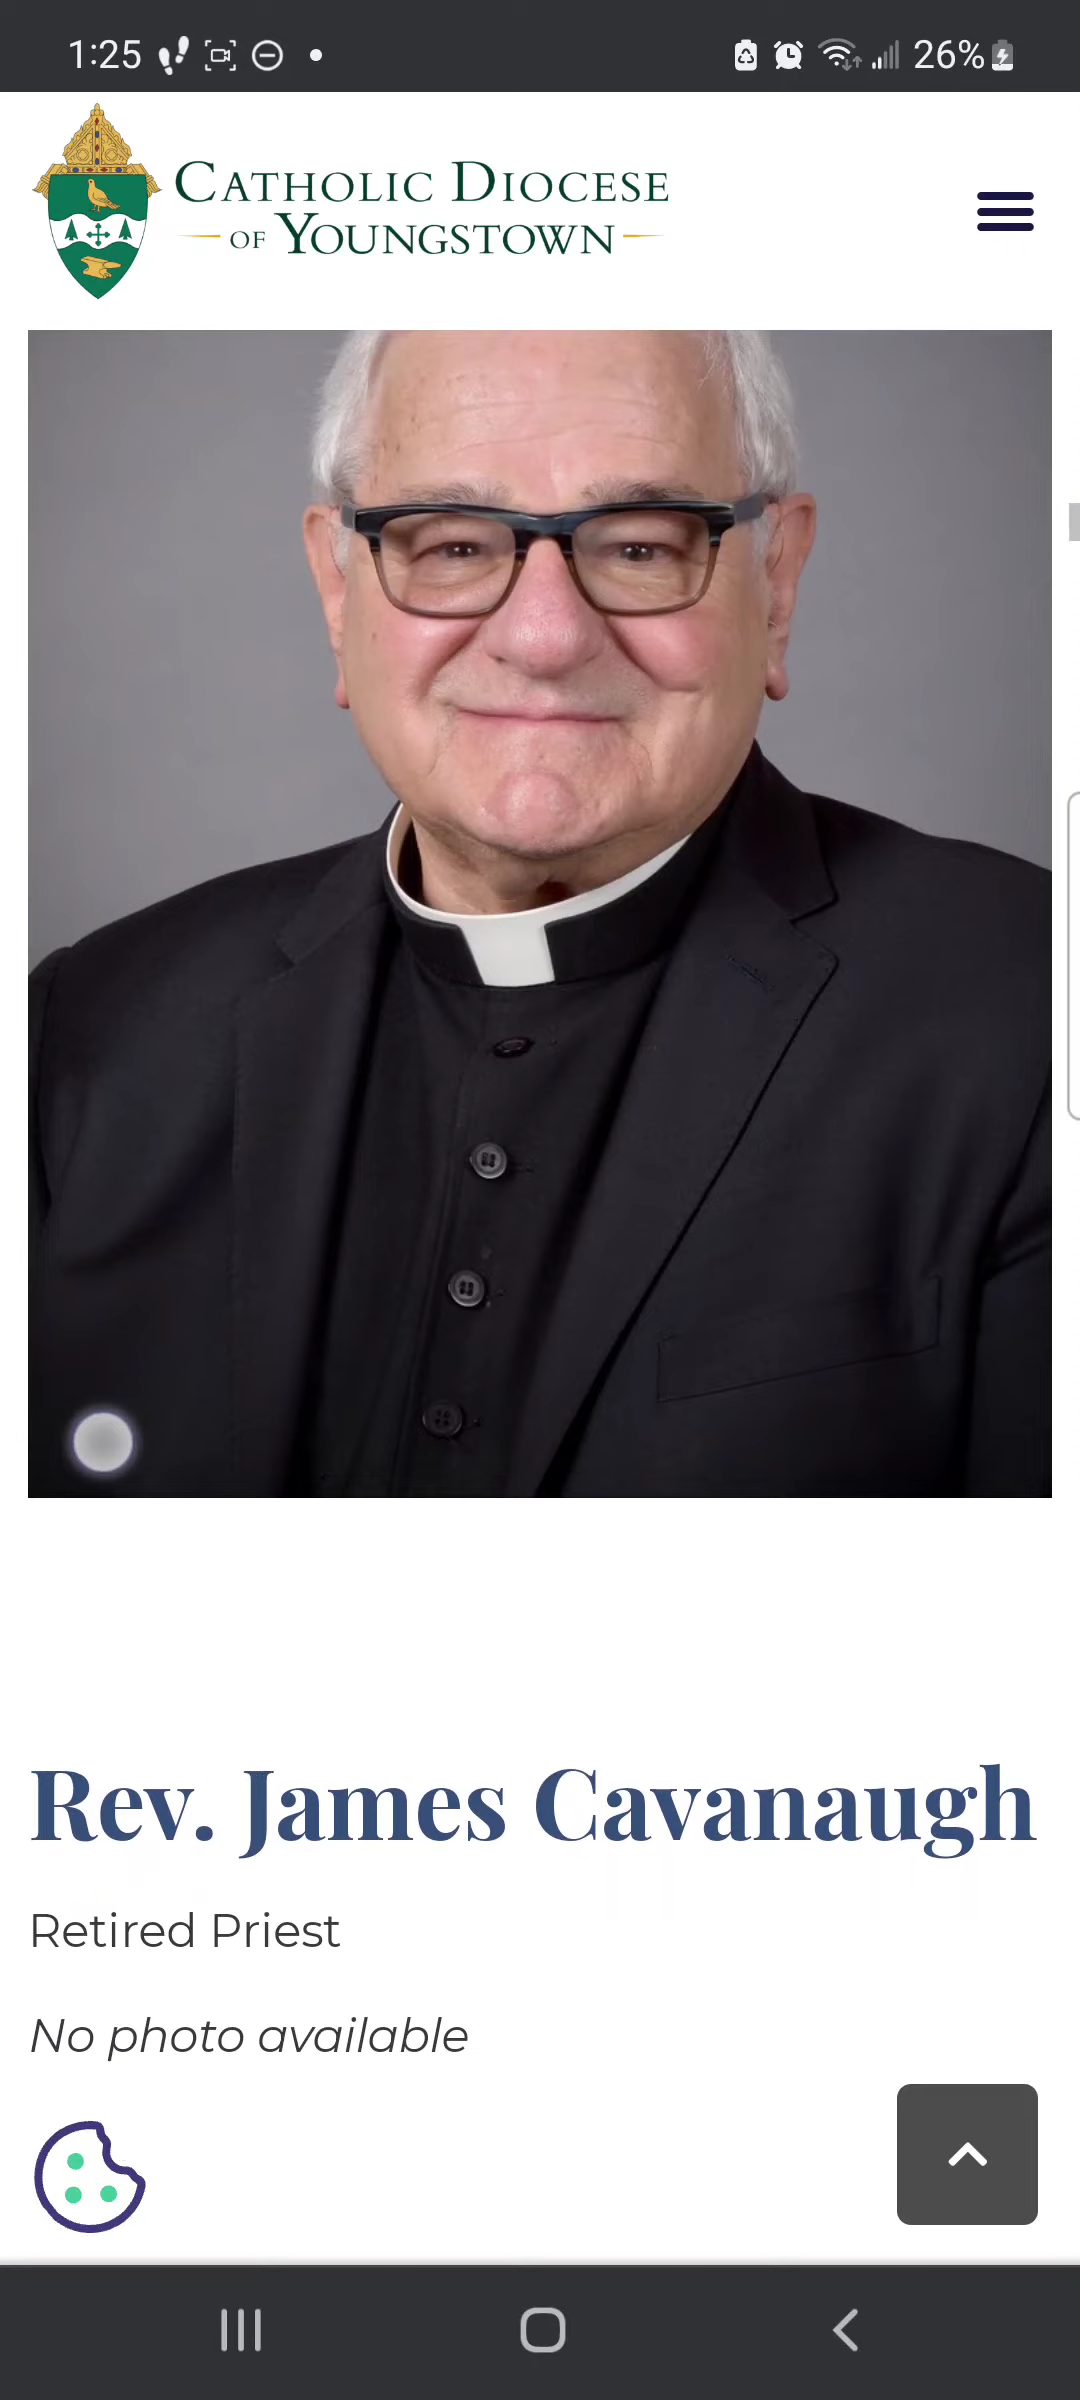 1:25
26%
CATHOLIC DIOCESE
OF YOUNGSTOWN
Rev. James Cavanaugh
Retired Priest
No photo available